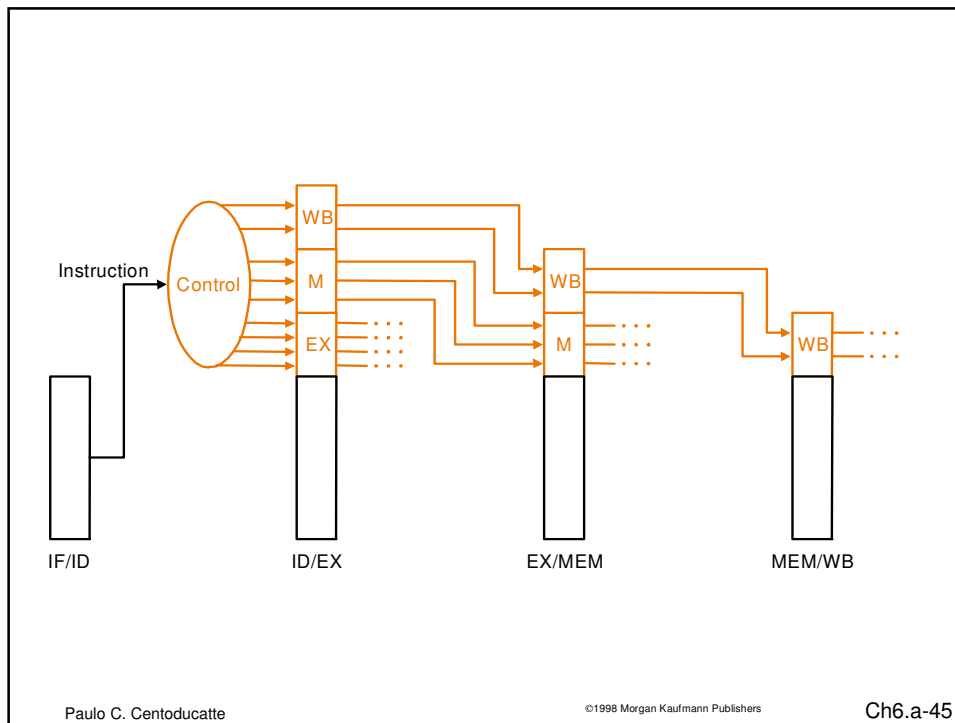 WB
Instruction
Control
M
WB
EX
M
WB
IF/ID
ID/EX
EX/MEM
MEM/WB
Paulo C. Centoducatte
©1998 Morgan Kaufmann Publishers
Ch6.a-45